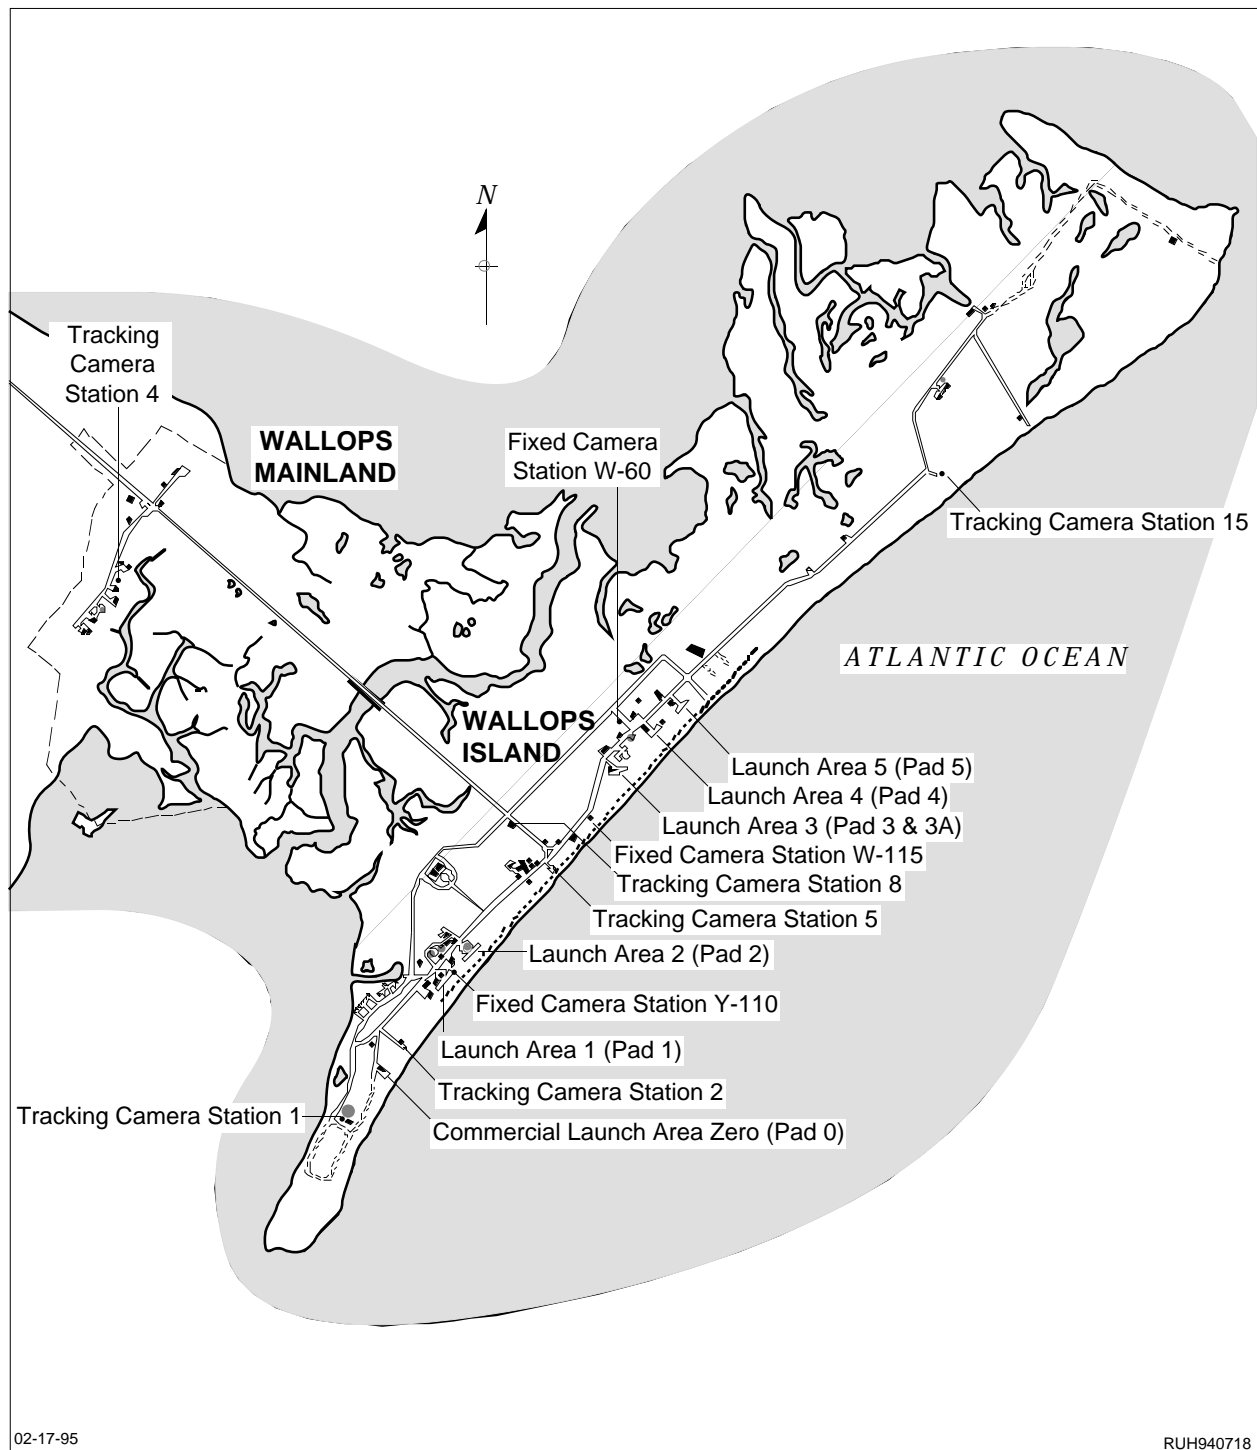 N
Tracking
Camera
Station 4
WALLOPS
MAINLAND
Fixed Camera
Station W-60
Tracking Camera Station 15
ATLANTIC OCEAN
WALLOPS
ISLAND
Launch Area 5 (Pad 5)
Launch Area 4 (Pad 4)
Launch Area 3 (Pad 3 & 3A)
Fixed Camera Station W-115
Tracking Camera Station 8
Tracking Camera Station 5
Launch Area 2 (Pad 2)
Fixed Camera Station Y-110
Launch Area 1 (Pad 1)
Tracking Camera Station 2
Tracking Camera Station 1
Commercial Launch Area Zero (Pad 0)
02-17-95
RUH940718